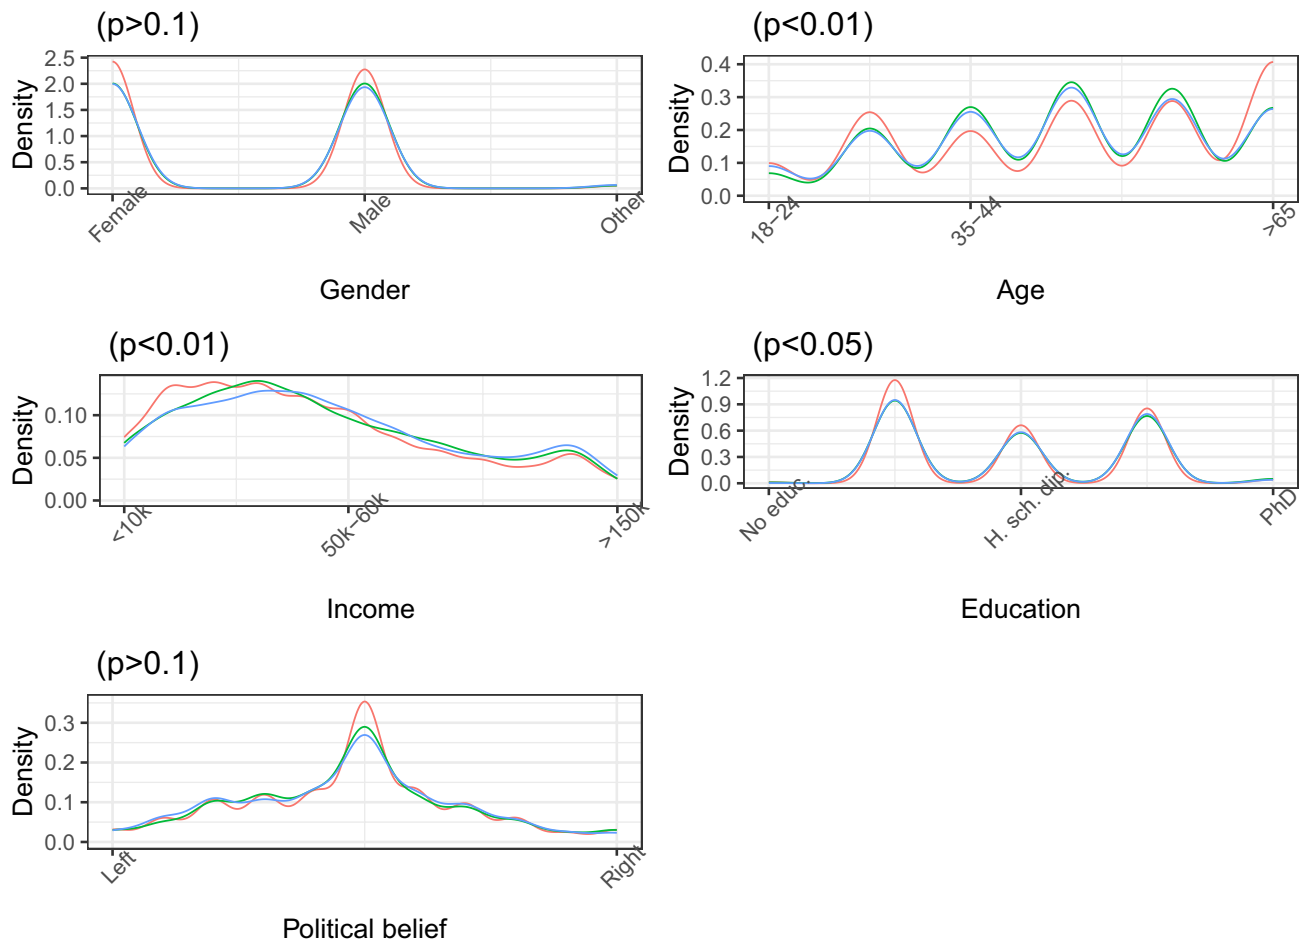 (p>0.1)
Density
2.5
2.0
1.5
1.0
0.5
0.0
Female
Male
Other
Gender
(p<0.01)
Density
0.4
0.3
0.2
0.1
0.0
18−24
35−44
>65
Age
(p<0.01)
Density
0.10
0.05
0.00
<10k
50k−60k
>150k
Income
(p<0.05)
Density
1.2
0.9
0.6
0.3
0.0
No educ.
H. sch. dip.
PhD
Education
(p>0.1)
Density
0.3
0.2
0.1
0.0
Left
Right
Political belief